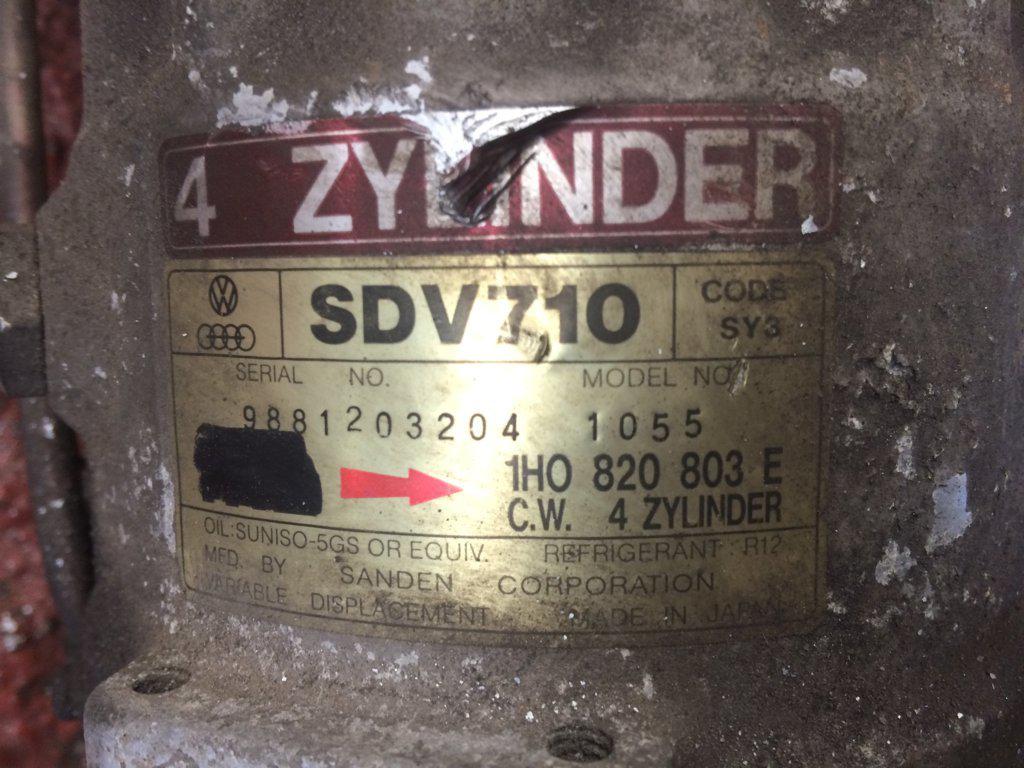 4 ZYLINDER
SDV710
CODE
SY3
SERIAL NO. MODEL NO.
9881203204 1055
1H0 820 803 E
C.W. 4 ZYLINDER
OIL:SUNISO-5GS OR EQUIV. REFRIGERANT: R12
MFD. BY SANDEN CORPORATION
VARIABLE DISPLACEMENT MADE IN JAPAN